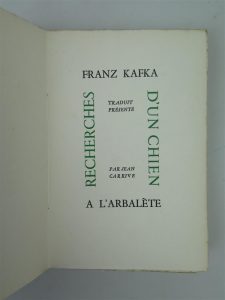 FRANZ KAFKA
RECHERCHES
D'UN CHIEN
TRADUIT
PRÉSENTÉ
PAR JEAN
CARRIVE
A L'ARBALÈTE